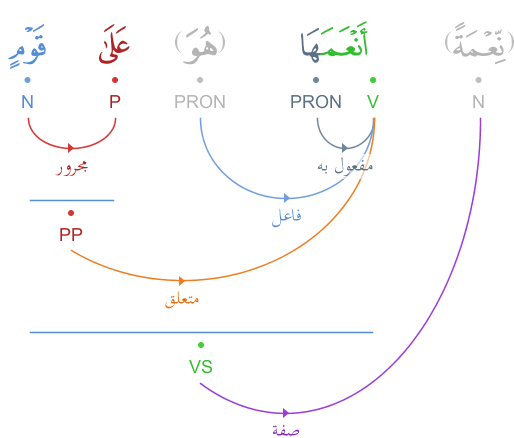 (نِّعْمَةً) أَنْعَمَهَا (هُوَ) عَلَىٰ قَوْمٍ
N V PRON PRON P N
مفعول به
مجرور
فاعل
PP
متعلق
VS
صفة